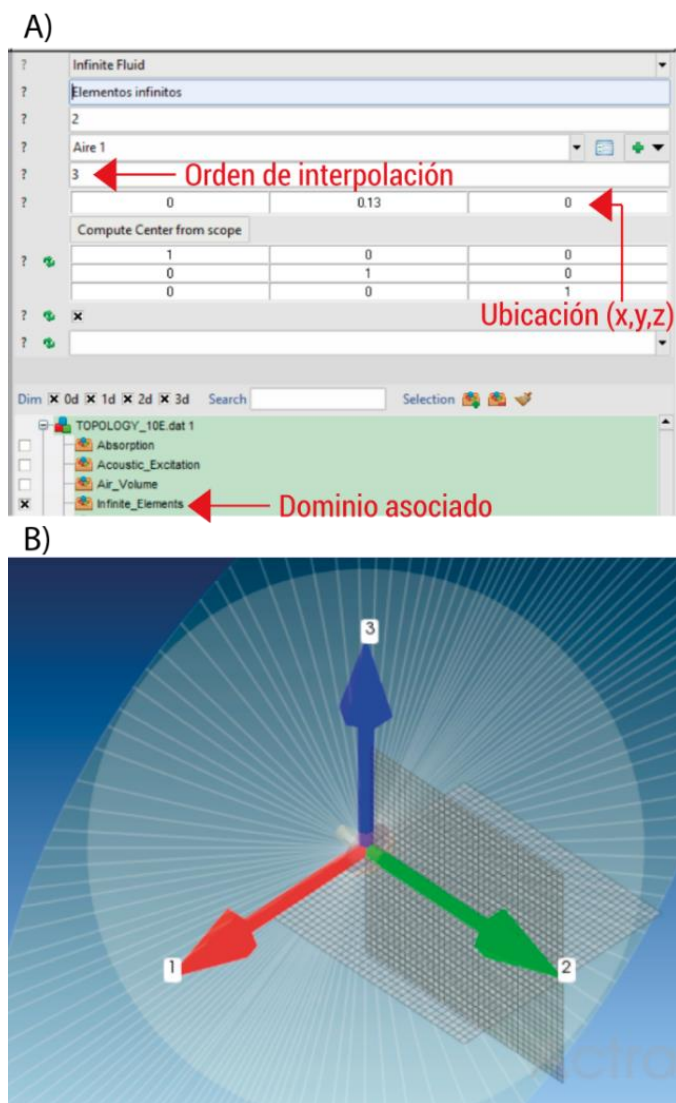 A)
? Infinite Fluid
? Elementos infinitos
? 2
? Aire 1
? 3 Orden de interpolación
? 0 0.13 0
Compute Center from scope
? 1 0 0
0 1 0
0 0 1
Ubicación (x,y,z)
?
?
Dim 0d 1d 2d 3d Search Selection
TOPOLOGY_10E.dat 1
Absorption
Acoustic_Excitation
Air_Volume
Infinite_Elements Dominio asociado
B)
3
1
2